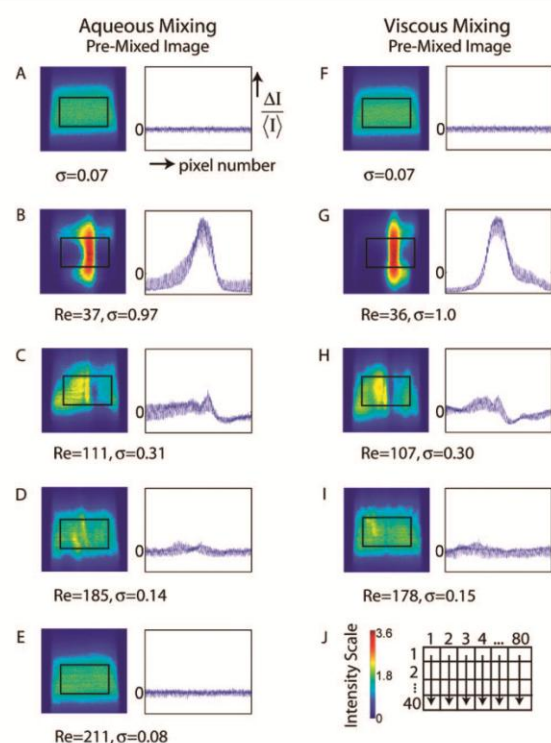 Aqueous Mixing
Pre-Mixed Image
A
0
ΔI
⟨I⟩
pixel number
σ=0.07
B
0
Re=37, σ=0.97
C
0
Re=111, σ=0.31
D
0
Re=185, σ=0.14
E
0
Re=211, σ=0.08
Viscous Mixing
Pre-Mixed Image
F
0
σ=0.07
G
0
Re=36, σ=1.0
H
0
Re=107, σ=0.30
I
0
Re=178, σ=0.15
J
Intensity Scale
3.6
1.8
0
1 2 3 4 ... 80
1
2
⋮
40